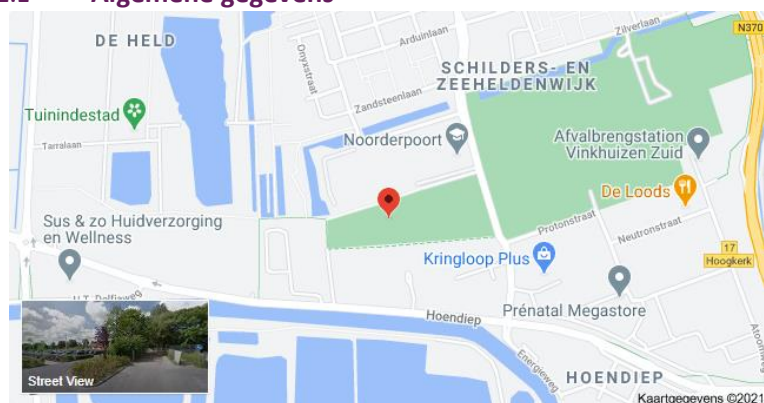 Algemene gegevens
DE HELD
Onyxstraat
Arduinlaan
Zilverlaan
N370
SCHILDERS- EN
ZEEHELDENWIJK
Zandsteenlaan
Tuinindestad
Tarralaan
Noorderpoort
Afvalbrengstation
Vinkhuizen Zuid
De Loods
Protonstraat
Neutronstraat
Sus & zo Huidverzorging
en Wellness
Kringloop Plus
17
Hoogkerk
Prénatal Megastore
Hoendiep
Energieweg
HOENDIEP
Street View
Kaartgegevens ©2021